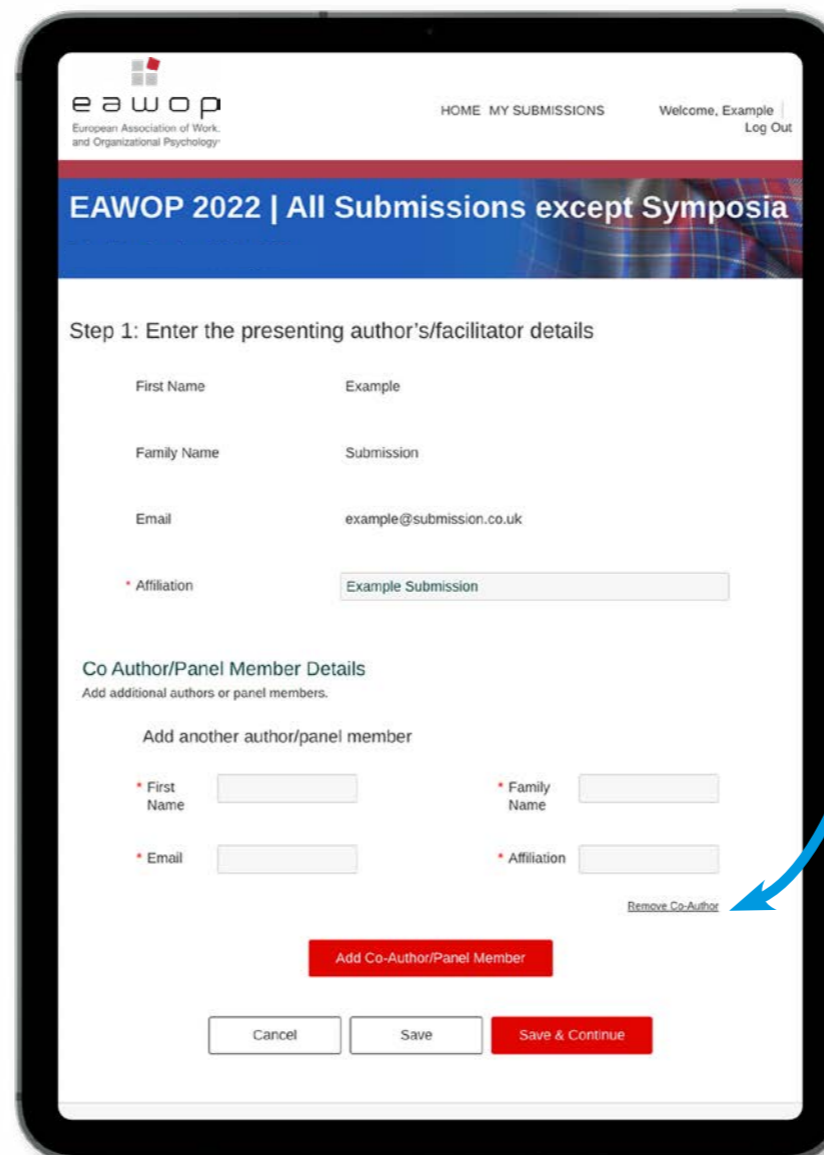 eawop
European Association of Work,
and Organizational Psychology
HOME MY SUBMISSIONS
Welcome, Example
Log Out
EAWOP 2022 | All Submissions except Symposia
Step 1: Enter the presenting author's/facilitator details
First Name Example
Family Name Submission
Email example@submission.co.uk
* Affiliation Example Submission
Co Author/Panel Member Details
Add additional authors or panel members.
Add another author/panel member
* First
Name
* Family
Name
* Email
* Affiliation
Remove Co-Author
Add Co-Author/Panel Member
Cancel Save Save & Continue